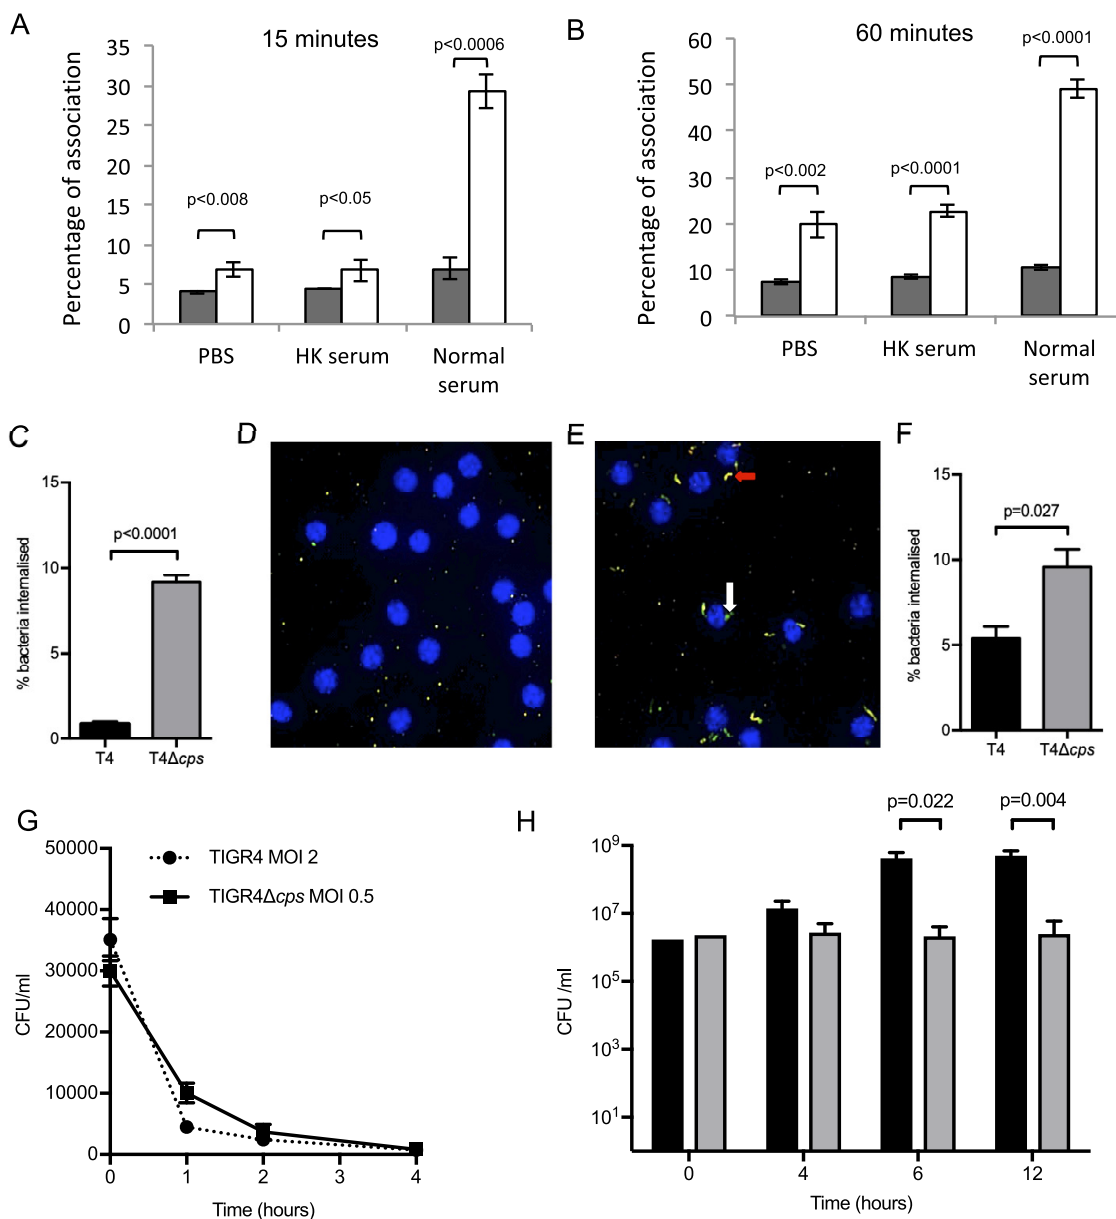 A
15 minutes
Percentage of association
35
30
25
20
15
10
5
0
p<0.008
p<0.05
p<0.0006
PBS
HK serum
Normal
serum
B
60 minutes
Percentage of association
60
50
40
30
20
10
0
p<0.002
p<0.0001
p<0.0001
PBS
HK serum
Normal
serum
C
% bacteria internalised
15
10
5
0
p<0.0001
T4
T4Δcps
D
E
F
% bacteria internalised
15
10
5
0
p=0.027
T4
T4Δcps
G
CFU/ml
50000
40000
30000
20000
10000
0
TIGR4 MOI 2
TIGR4Δcps MOI 0.5
0 1 2 3 4
Time (hours)
H
CFU /ml
10⁹
10⁷
10⁵
10³
10¹
p=0.022
p=0.004
0 4 6 12
Time (hours)